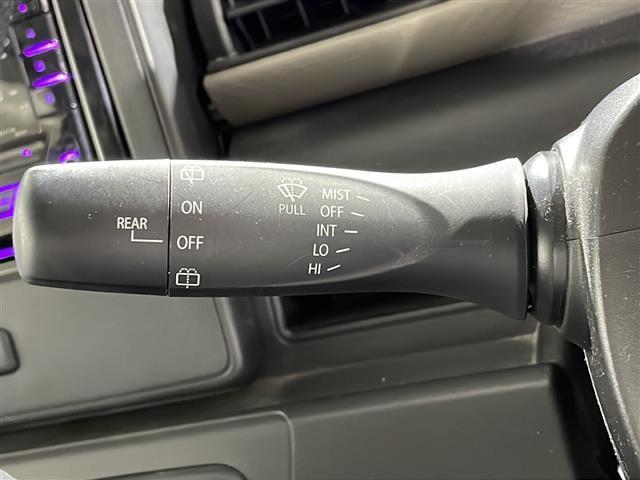 REAR
ON
OFF
PULL
MIST
OFF
INT
LO
HI